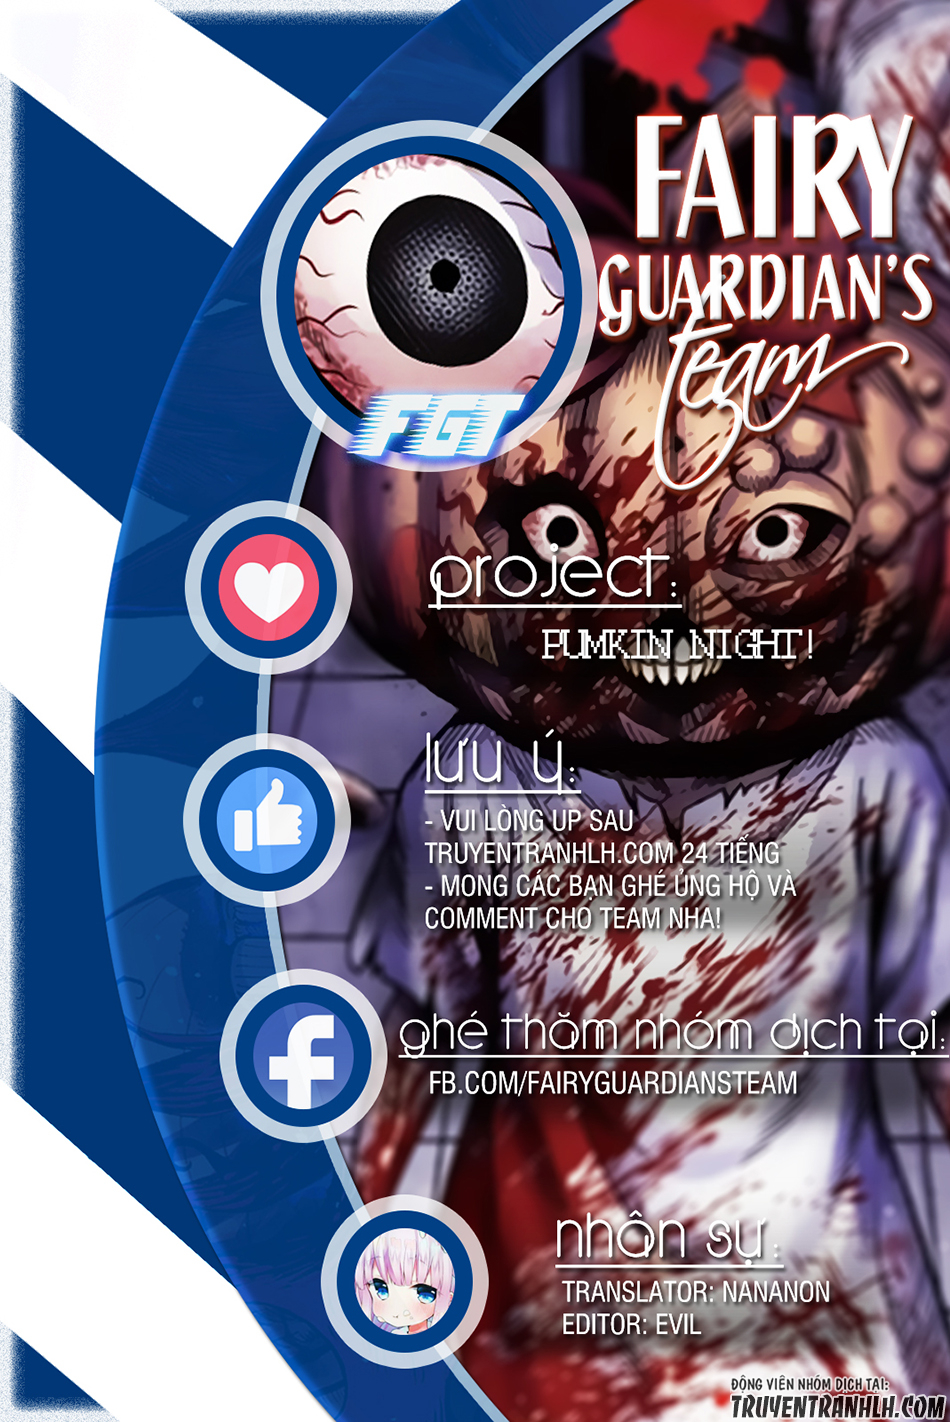 FAIRY
GUARDIAN'S
team
FGT
project:
PUMKIN NIGHT!
lưu ý:
- VUI LÒNG UP SAU
TRUYENTRANHLH.COM 24 TIẾNG
- MONG CÁC BẠN GHÉ ỦNG HỘ VÀ
COMMENT CHO TEAM NHA!
ghé thăm nhóm dịch tại:
FB.COM/FAIRYGUARDIANSTEAM
nhân sự:
TRANSLATOR: NANANON
EDITOR: EVIL
ĐỘNG VIÊN NHÓM DỊCH TẠI:
TRUYENTRANHLH.COM